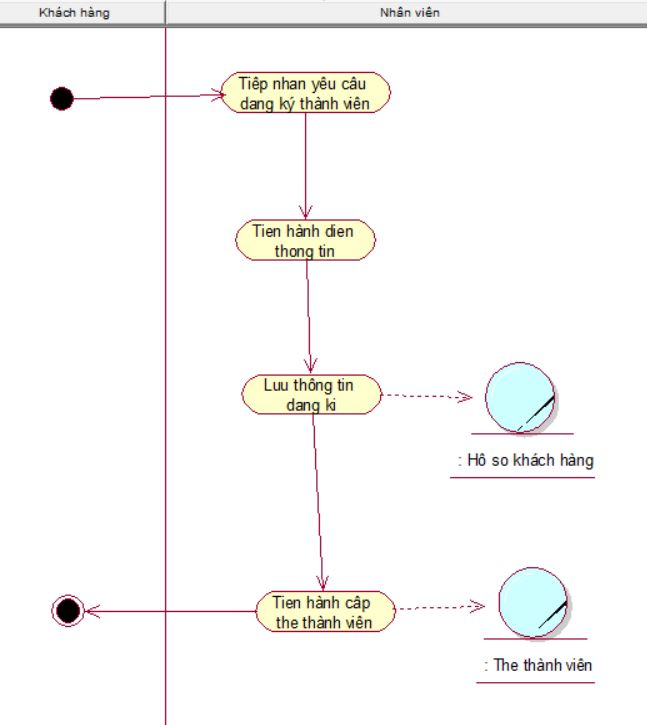 Khách hàng
Nhân viên
Tiêp nhan yêu câu
dang ký thành viên
Tien hành dien
thong tin
Luu thông tin
dang ki
: Hô so khách hàng
Tien hành câp
the thành viên
: The thành viên